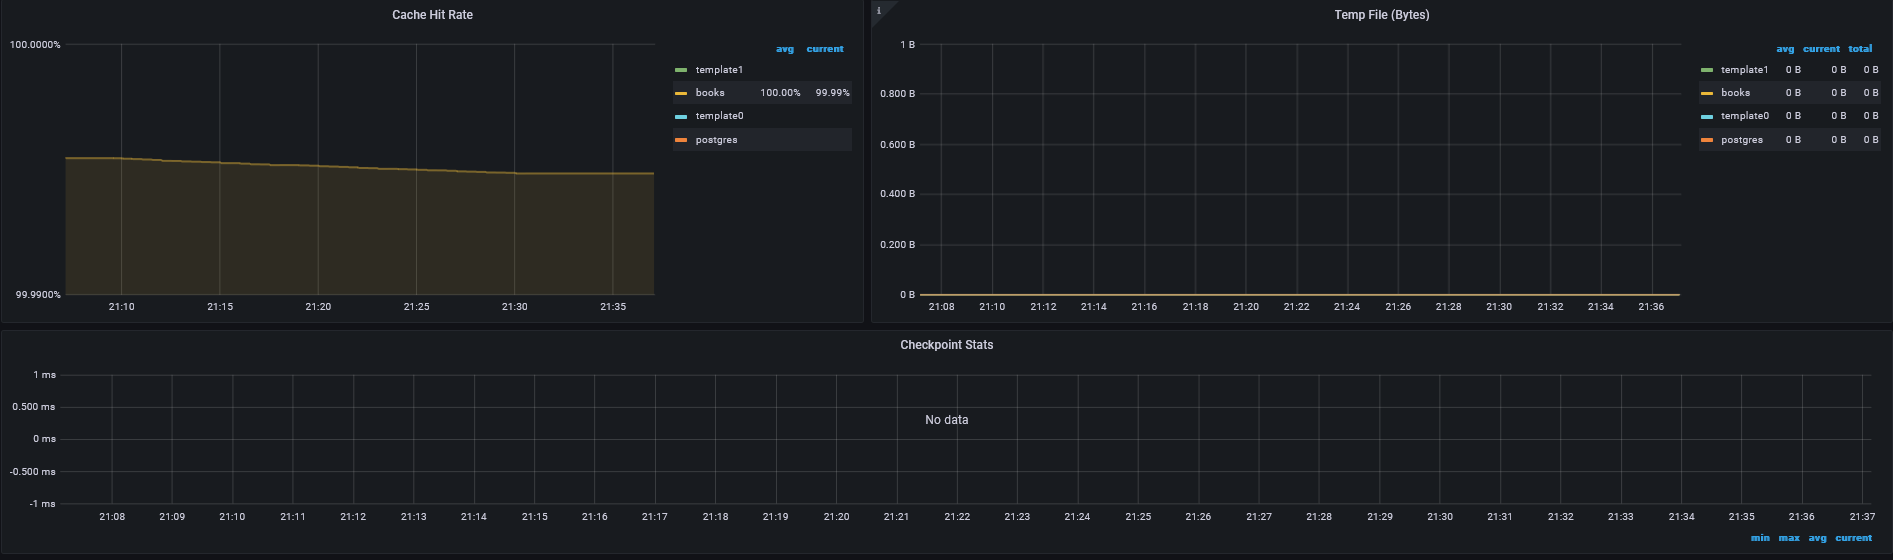 Cache Hit Rate
100.0000%
99.9900%
21:10 21:15 21:20 21:25 21:30 21:35
avg current
template1
books 100.00% 99.99%
template0
postgres
i
Temp File (Bytes)
1 B
0.800 B
0.600 B
0.400 B
0.200 B
0 B
21:08 21:10 21:12 21:14 21:16 21:18 21:20 21:22 21:24 21:26 21:28 21:30 21:32 21:34 21:36
avg current total
template1 0 B 0 B 0 B
books 0 B 0 B 0 B
template0 0 B 0 B 0 B
postgres 0 B 0 B 0 B
Checkpoint Stats
1 ms
0.500 ms
0 ms
-0.500 ms
-1 ms
No data
21:08 21:09 21:10 21:11 21:12 21:13 21:14 21:15 21:16 21:17 21:18 21:19 21:20 21:21 21:22 21:23 21:24 21:25 21:26 21:27 21:28 21:29 21:30 21:31 21:32 21:33 21:34 21:35 21:36 21:37
min max avg current